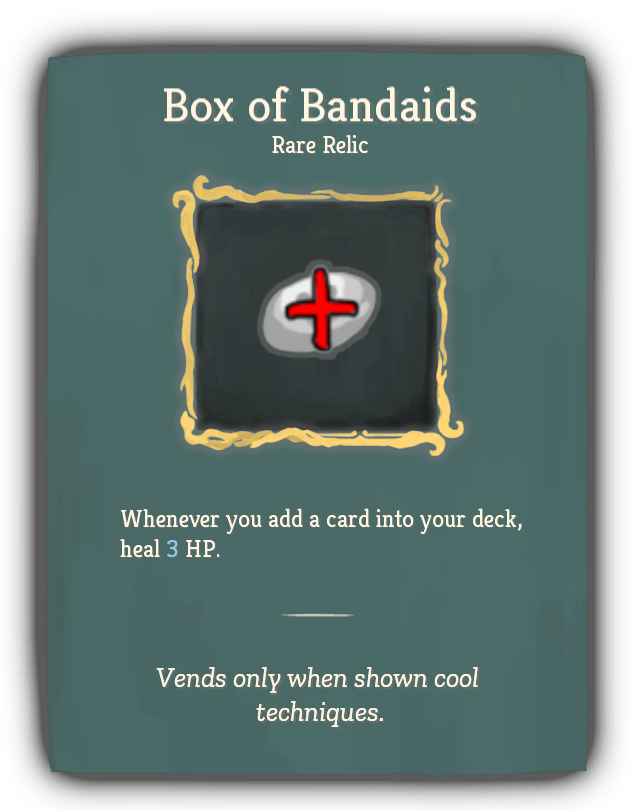 Box of Bandaids
Rare Relic
Whenever you add a card into your deck,
heal 3 HP.
Vends only when shown cool
techniques.